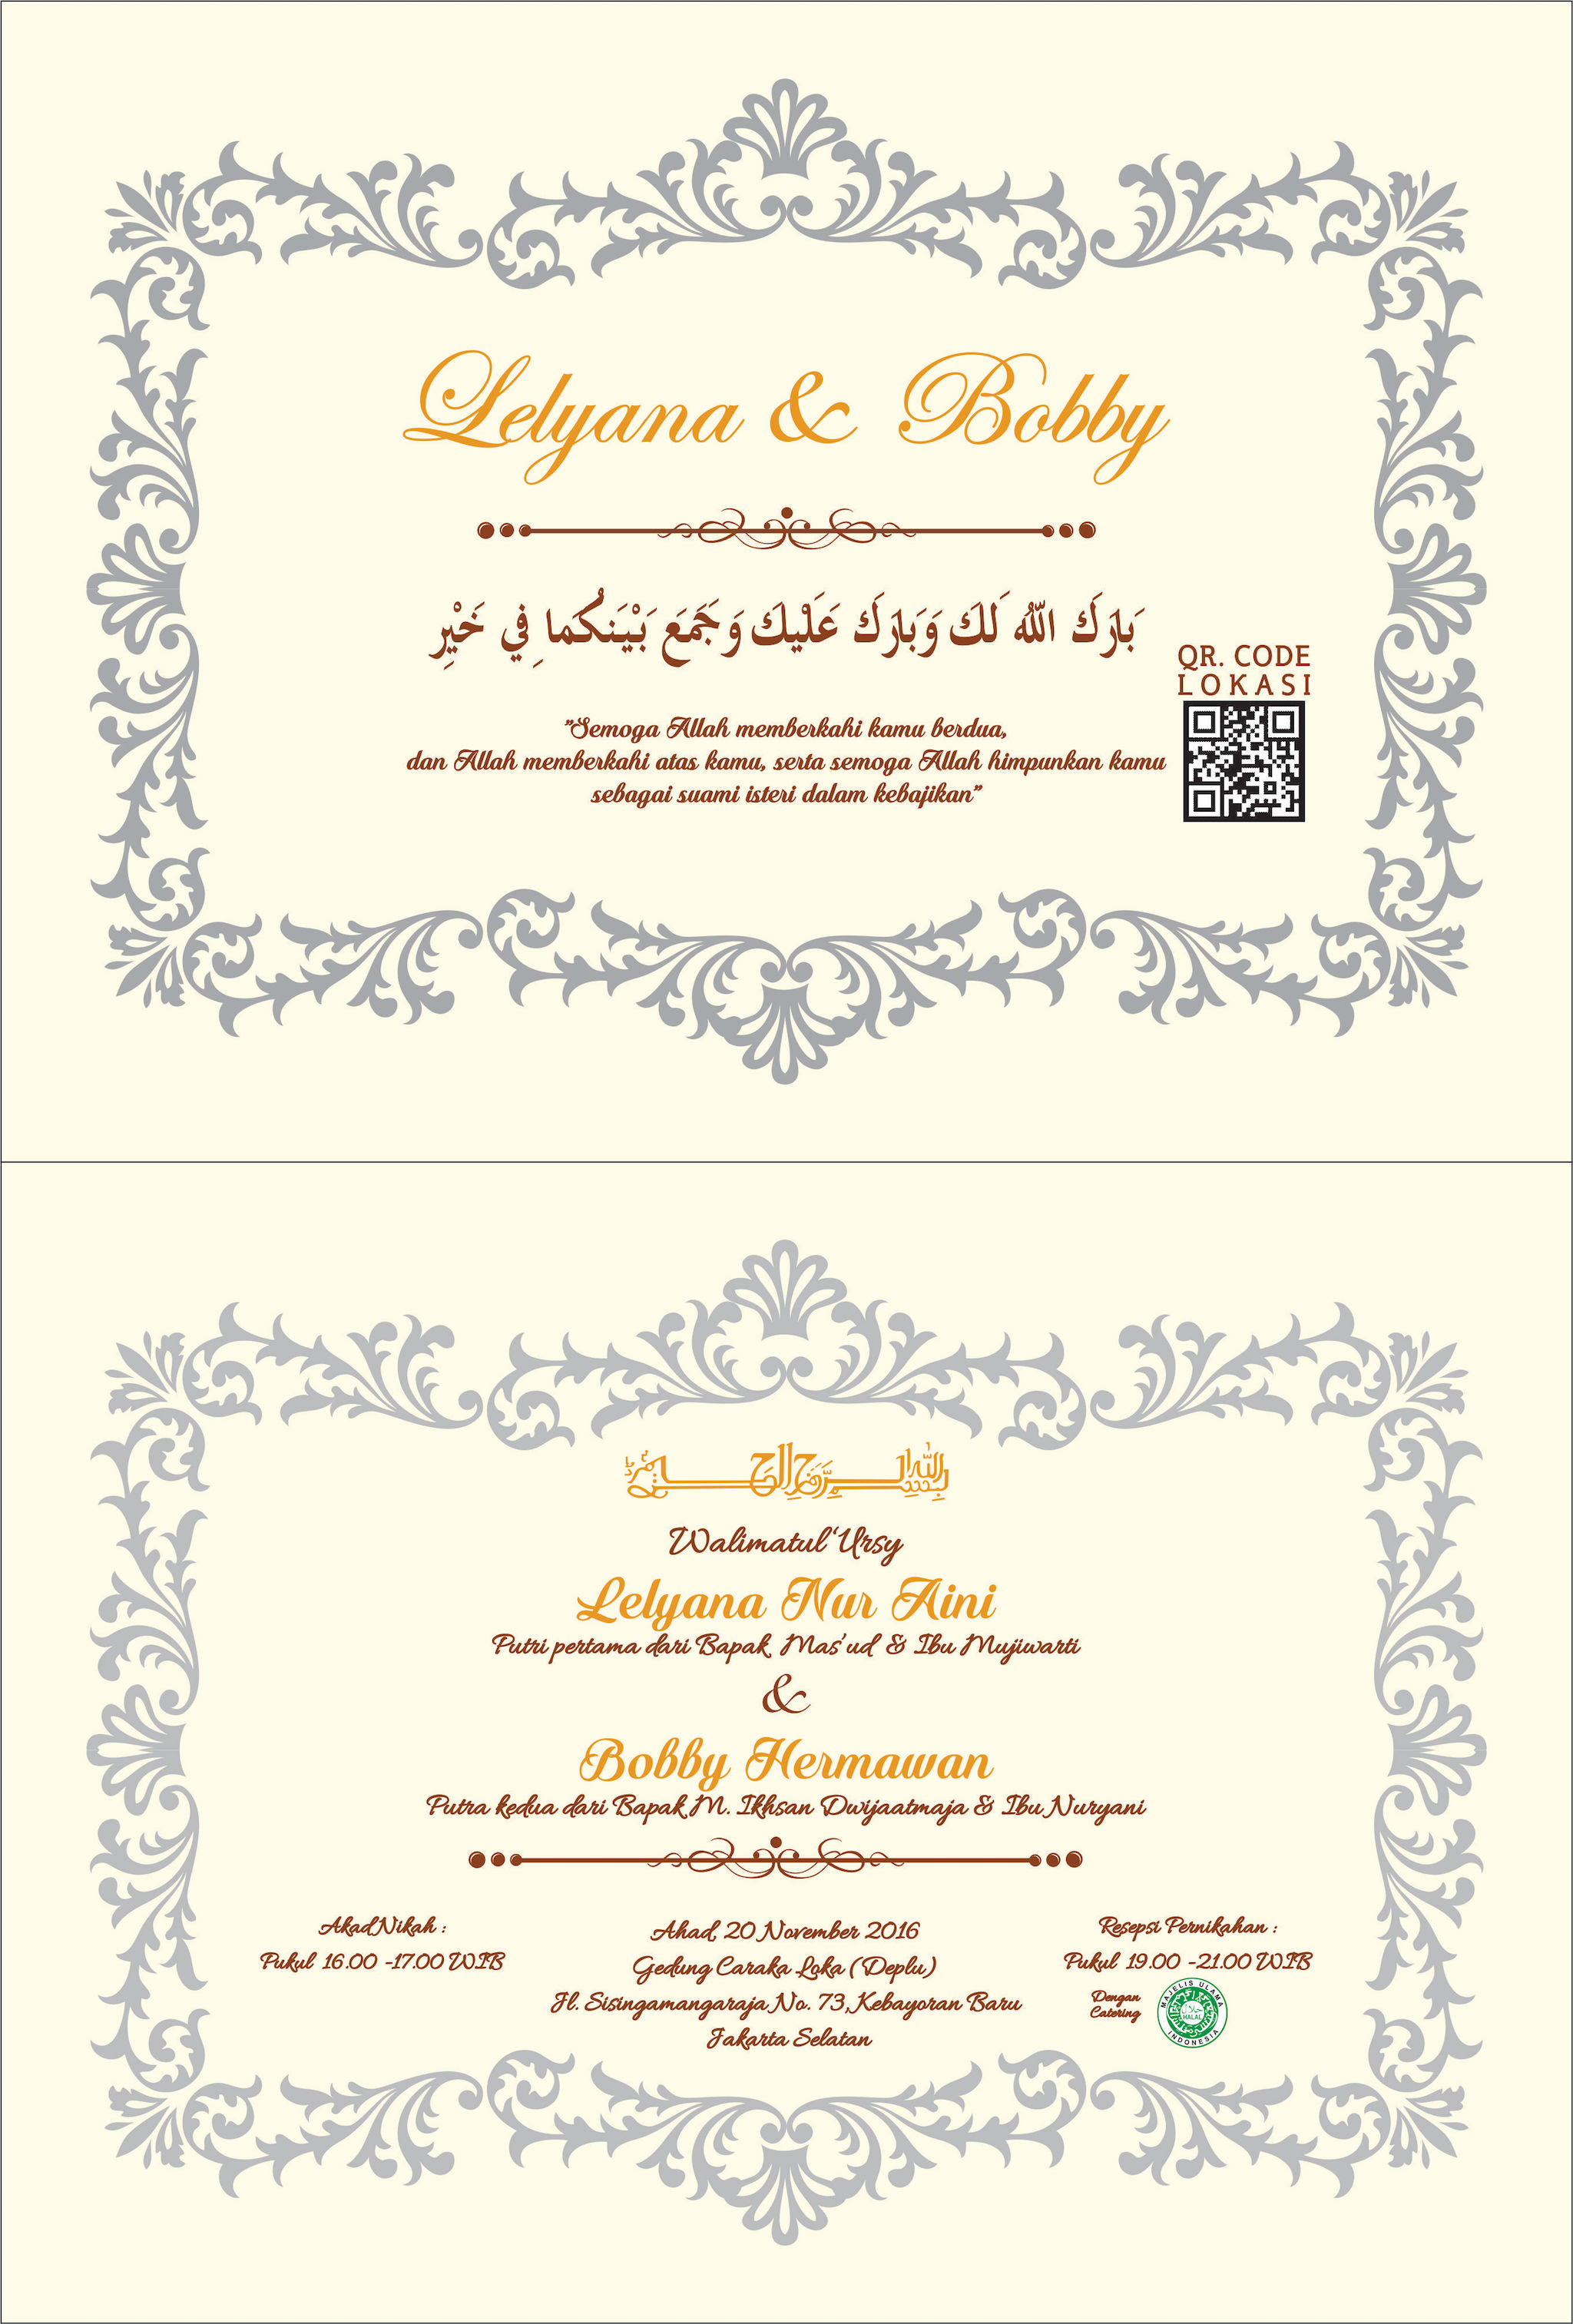 Lelyana & Bobby
بَارَكَ اللهُ لَكَ وَبَارَكَ عَلَيْكَ وَجَمَعَ بَيْنَكُمَا فِي خَيْرٍ
QR. CODE
LOKASI
"Semoga Allah memberkahi kamu berdua,
dan Allah memberkahi atas kamu, serta semoga Allah himpunkan kamu
sebagai suami isteri dalam kebajikan"
بِسْمِ اللهِ الرَّحْمٰنِ الرَّحِيْمِ
Walimatul 'Ursy
Lelyana Nur Aini
Putri pertama dari Bapak Mas'ud & Ibu Mujiwarti
&
Bobby Hermawan
Putra kedua dari Bapak M. Ikhsan Dwijaatmaja & Ibu Nuryani
Akad Nikah :
Pukul 16.00 -17.00 WIB
Ahad, 20 November 2016
Gedung Caraka Loka (Deplu)
Jl. Sisingamangaraja No. 73, Kebayoran Baru
Jakarta Selatan
Resepsi Pernikahan :
Pukul 19.00 -21.00 WIB
Dengan
Catering
MAJELIS ULAMA
حلال
HALAL
INDONESIA